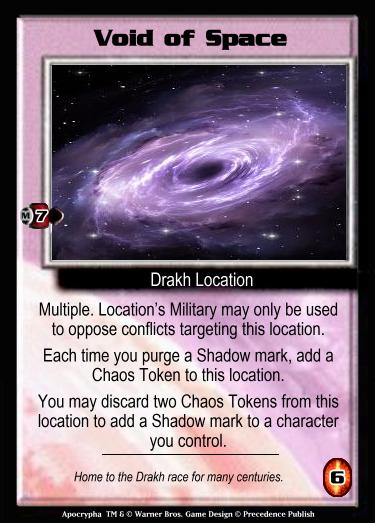 Void of Space
M 7
Drakh Location
Multiple. Location's Military may only be used
to oppose conflicts targeting this location.
Each time you purge a Shadow mark, add a
Chaos Token to this location.
You may discard two Chaos Tokens from this
location to add a Shadow mark to a character
you control.
Home to the Drakh race for many centuries.
6
Apocrypha TM & © Warner Bros. Game Design © Precedence Publish